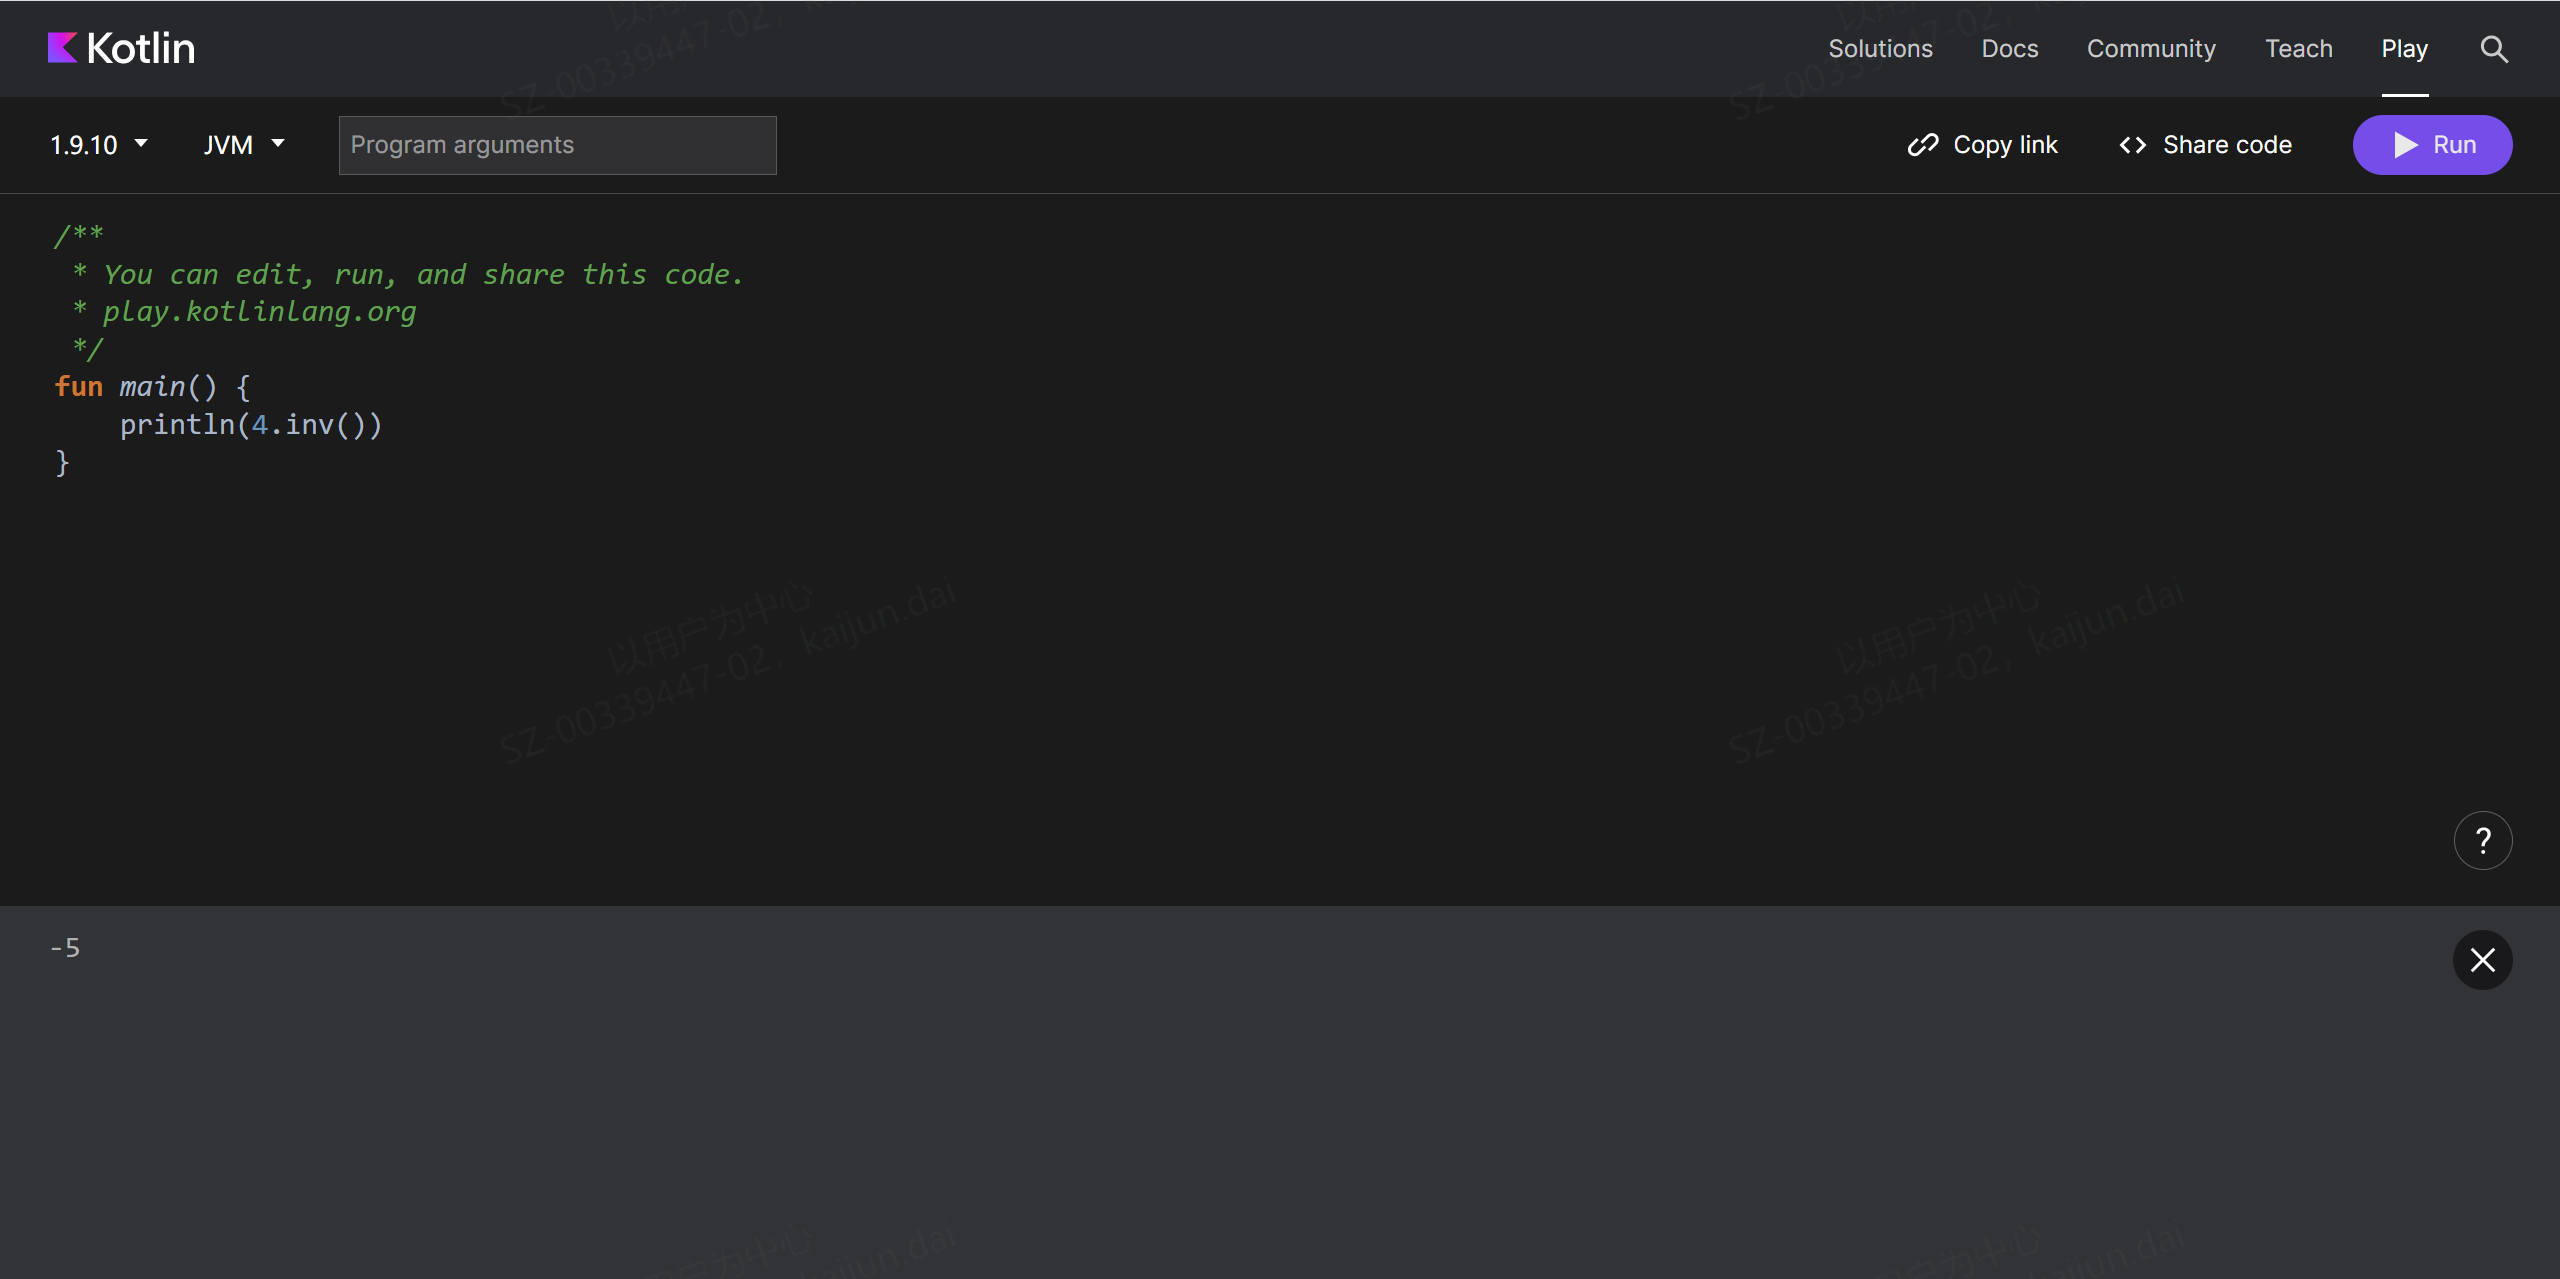 Kotlin
Solutions Docs Community Teach Play
1.9.10 JVM Program arguments Copy link <> Share code Run
/**
 * You can edit, run, and share this code.
 * play.kotlinlang.org
 */
fun main() {
    println(4.inv())
}
以用户为中心
SZ-00339447-02，kaijun.dai
以用户为中心
SZ-00339447-02，kaijun.dai
?
-5